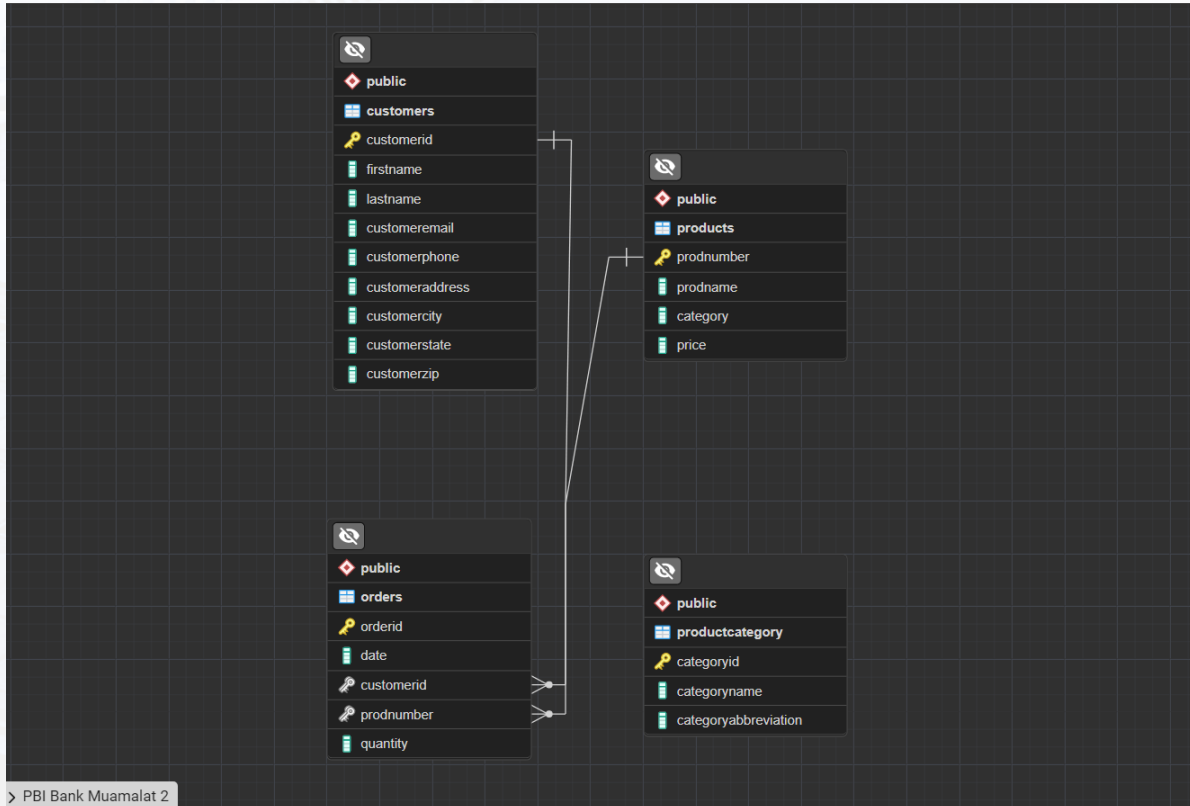 public
customers
customerid
firstname
lastname
customeremail
customerphone
customeraddress
customercity
customerstate
customerzip
public
products
prodnumber
prodname
category
price
public
orders
orderid
date
customerid
prodnumber
quantity
public
productcategory
categoryid
categoryname
categoryabbreviation
PBI Bank Muamalat 2